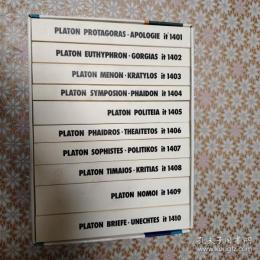 PLATON PROTAGORAS·APOLOGIE it 1401
PLATON EUTHYPHRON·GORGIAS it 1402
PLATON MENON·KRATYLOS it 1403
PLATON SYMPOSION·PHAIDON it 1404
PLATON POLITEIA it 1405
PLATON PHAIDROS·THEAITETOS it 1406
PLATON SOPHISTES·POLITIKOS it 1407
PLATON TIMAIOS·KRITIAS it 1408
PLATON NOMOI it 1409
PLATON BRIEFE·UNECHTES it 1410